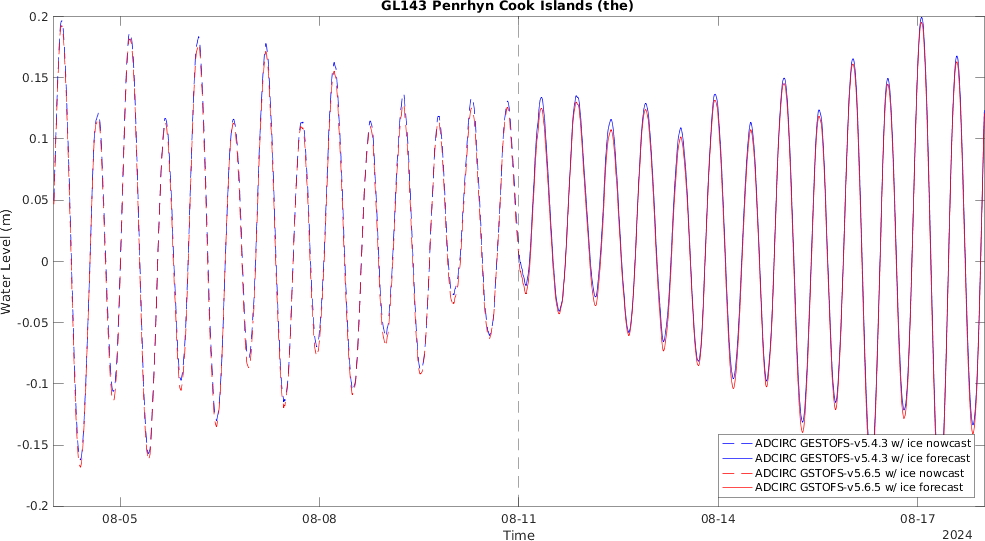 GL143 Penrhyn Cook Islands (the)
0.2
0.15
0.1
0.05
0
-0.05
-0.1
-0.15
-0.2
Water Level (m)
ADCIRC GESTOFS-v5.4.3 w/ ice nowcast
ADCIRC GESTOFS-v5.4.3 w/ ice forecast
ADCIRC GSTOFS-v5.6.5 w/ ice nowcast
ADCIRC GSTOFS-v5.6.5 w/ ice forecast
08-05 08-08 08-11 08-14 08-17
Time
2024